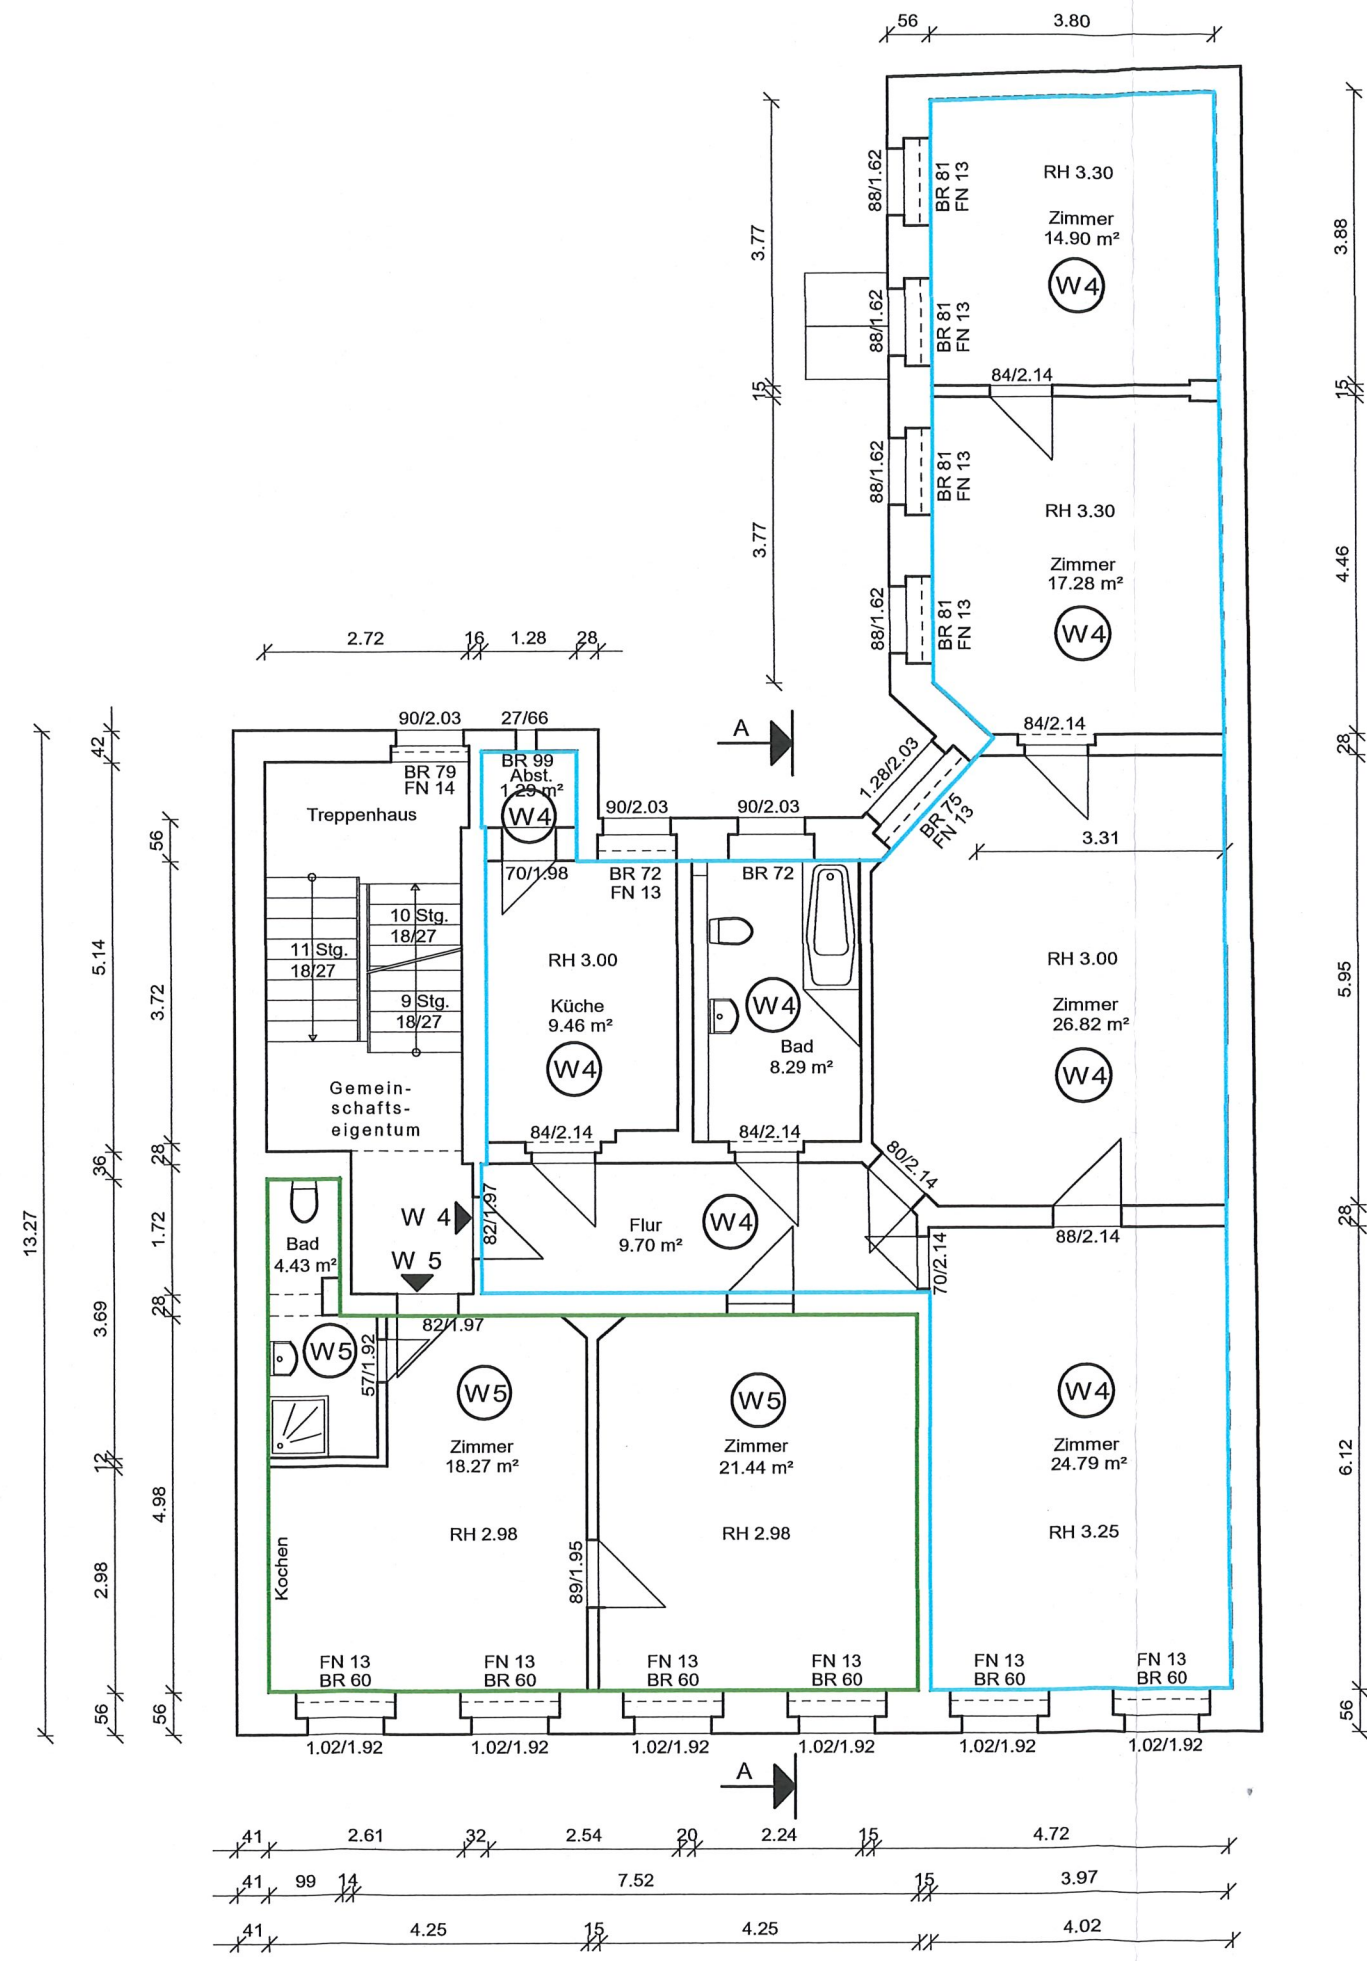 56 3.80
88/1.62
BR 81
FN 13
RH 3.30
Zimmer
14.90 m²
W4
3.77
3.88
88/1.62
BR 81
FN 13
84/2.14
15
15
88/1.62
BR 81
FN 13
RH 3.30
3.77
4.46
Zimmer
17.28 m²
W4
88/1.62
BR 81
FN 13
2.72 16 1.28 28
90/2.03 27/66
A
84/2.14
42
28
BR 79
FN 14
BR 99
Abst.
1.29 m²
W4
1.28/2.03
BR 75
FN 13
Treppenhaus
90/2.03 90/2.03
56
3.31
70/1.98
BR 72
FN 13
BR 72
10 Stg.
18/27
11 Stg.
18/27
9 Stg.
18/27
5.14
3.72
RH 3.00
Küche
9.46 m²
W4
W4
Bad
8.29 m²
RH 3.00
Zimmer
26.82 m²
W4
5.95
Gemein-
schafts-
eigentum
84/2.14 84/2.14
80/2.14
36
28
28
13.27
1.72
W 4
82/1.97
Flur
9.70 m²
W4
70/2.14
88/2.14
Bad
4.43 m²
W 5
3.69
28
82/1.97
57/1.92
W5
W5
Zimmer
18.27 m²
W5
Zimmer
21.44 m²
W4
Zimmer
24.79 m²
6.12
12
4.98
RH 2.98
RH 2.98
RH 3.25
Kochen
2.98
89/1.95
FN 13
BR 60
FN 13
BR 60
FN 13
BR 60
FN 13
BR 60
FN 13
BR 60
FN 13
BR 60
56
56
56
1.02/1.92 1.02/1.92 1.02/1.92 1.02/1.92 1.02/1.92 1.02/1.92
A
41 2.61 32 2.54 20 2.24 15 4.72
41 99 14 7.52 15 3.97
41 4.25 15 4.25 4.02